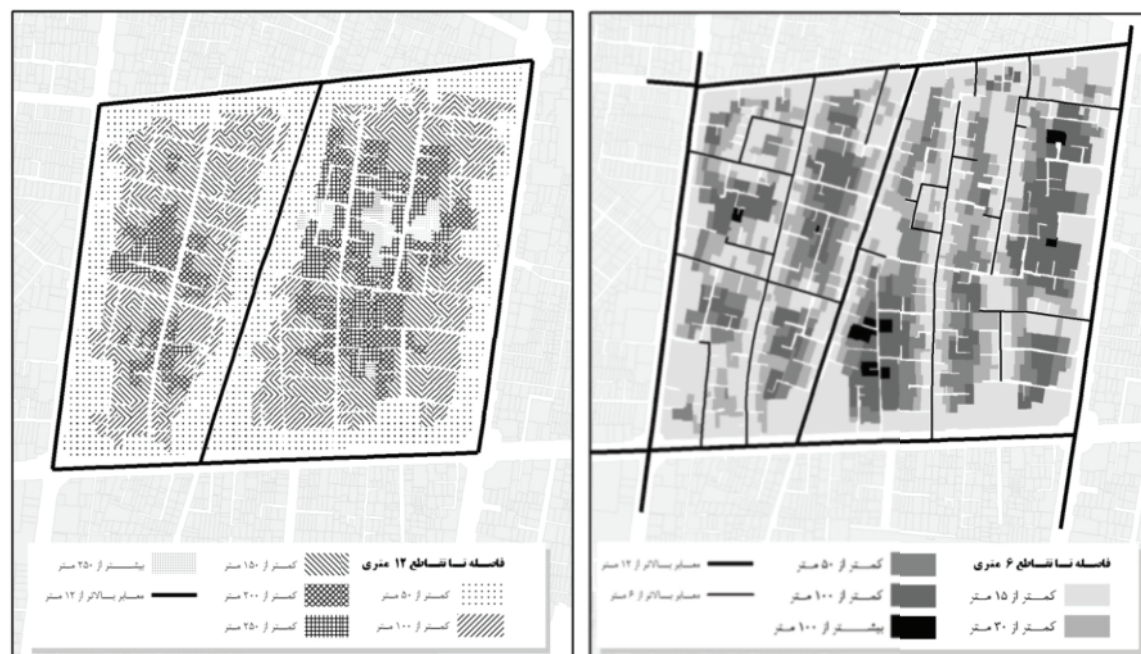 فاصله تا تقاطع ۱۲ متری
کمتر از ۵۰ متر
کمتر از ۱۰۰ متر
کمتر از ۱۵۰ متر
کمتر از ۲۰۰ متر
کمتر از ۲۵۰ متر
بیشتر از ۲۵۰ متر
معابر بالاتر از ۱۲ متر
فاصله تا تقاطع ۶ متری
کمتر از ۱۵ متر
کمتر از ۳۰ متر
کمتر از ۵۰ متر
کمتر از ۱۰۰ متر
بیشتر از ۱۰۰ متر
معابر بالاتر از ۱۲ متر
معابر بالاتر از ۶ متر